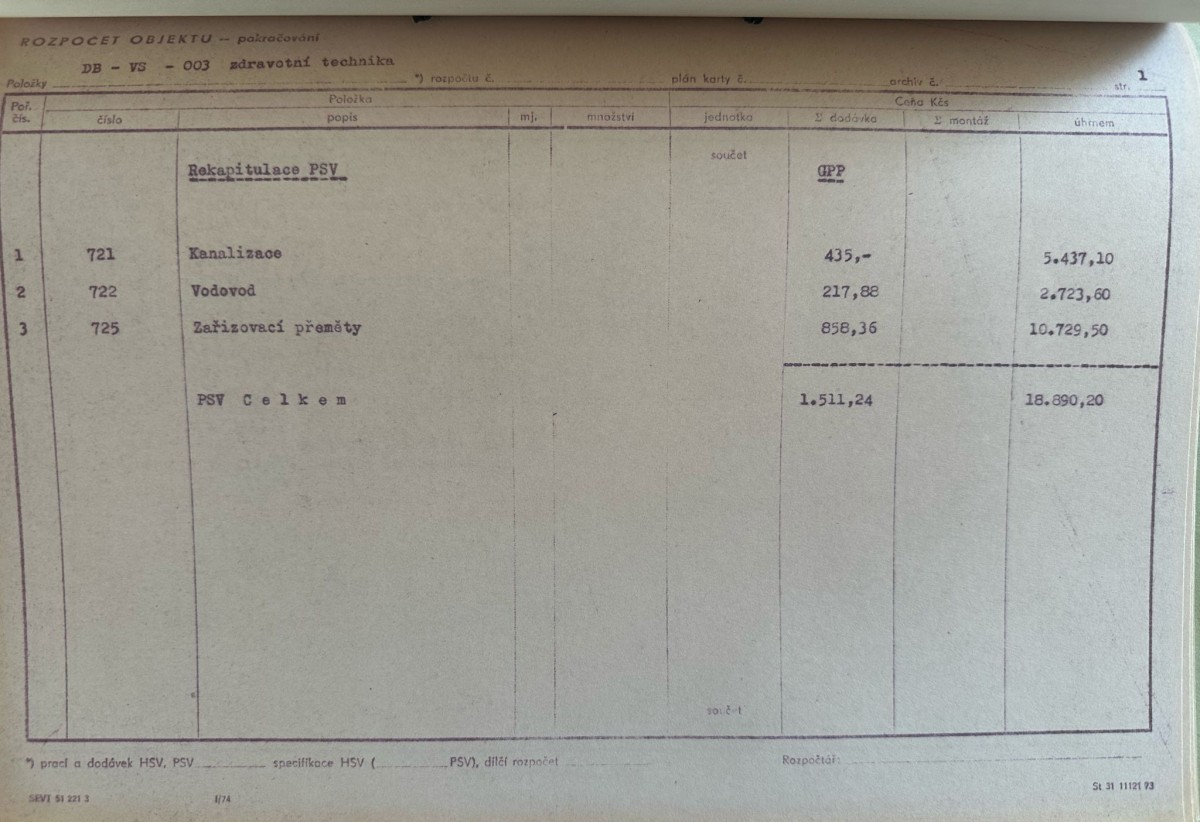 ROZPOČET OBJEKTU — pokračování
DB - VS - 003 zdravotní technika
Položky *) rozpočtu č. plán karty č. archiv č. str. 1
Poř. čís. Položka Cena Kčs
číslo popis mj. množství jednotka Σ dodávka Σ montáž úhrnem
součet
Rekapitulace PSV GPP
1 721 Kanalizace 435,- 5.437,10
2 722 Vodovod 217,88 2.723,60
3 725 Zařizovací přeměty 858,36 10.729,50
PSV C e l k e m 1.511,24 18.890,20
součet
*) prací a dodávek HSV, PSV specifikace HSV ( PSV), dílčí rozpočet Rozpočtář:
SEVT 51 221 3 I/74 St 31 11121 93